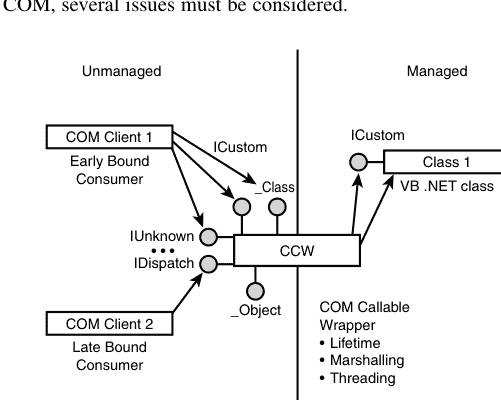 COM, several issues must be considered.
Unmanaged
Managed
COM Client 1
Early Bound
Consumer
ICustom
_Class
ICustom
Class 1
VB .NET class
IUnknown
•••
IDispatch
CCW
_Object
COM Client 2
Late Bound
Consumer
COM Callable
Wrapper
• Lifetime
• Marshalling
• Threading